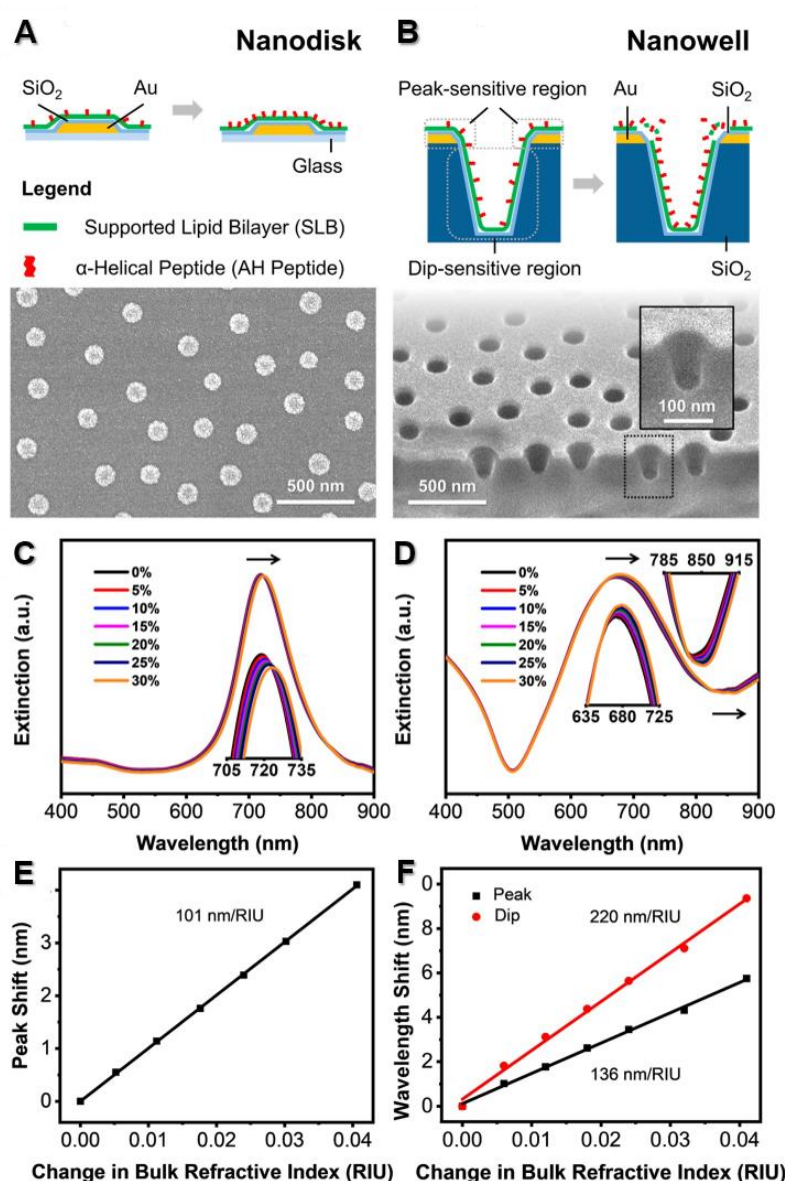 A
Nanodisk
SiO₂
Au
Glass
Legend
Supported Lipid Bilayer (SLB)
α-Helical Peptide (AH Peptide)
500 nm
B
Nanowell
Peak-sensitive region
Au
SiO₂
Dip-sensitive region
SiO₂
100 nm
500 nm
C
Extinction (a.u.)
0%
5%
10%
15%
20%
25%
30%
705 720 735
400 500 600 700 800 900
Wavelength (nm)
D
Extinction (a.u.)
0%
5%
10%
15%
20%
25%
30%
785 850 915
635 680 725
400 500 600 700 800 900
Wavelength (nm)
E
Peak Shift (nm)
101 nm/RIU
3
2
1
0
0.00 0.01 0.02 0.03 0.04
Change in Bulk Refractive Index (RIU)
F
Wavelength Shift (nm)
Peak
Dip
220 nm/RIU
136 nm/RIU
0
8
6
4
2
0
0.00 0.01 0.02 0.03 0.04
Change in Bulk Refractive Index (RIU)